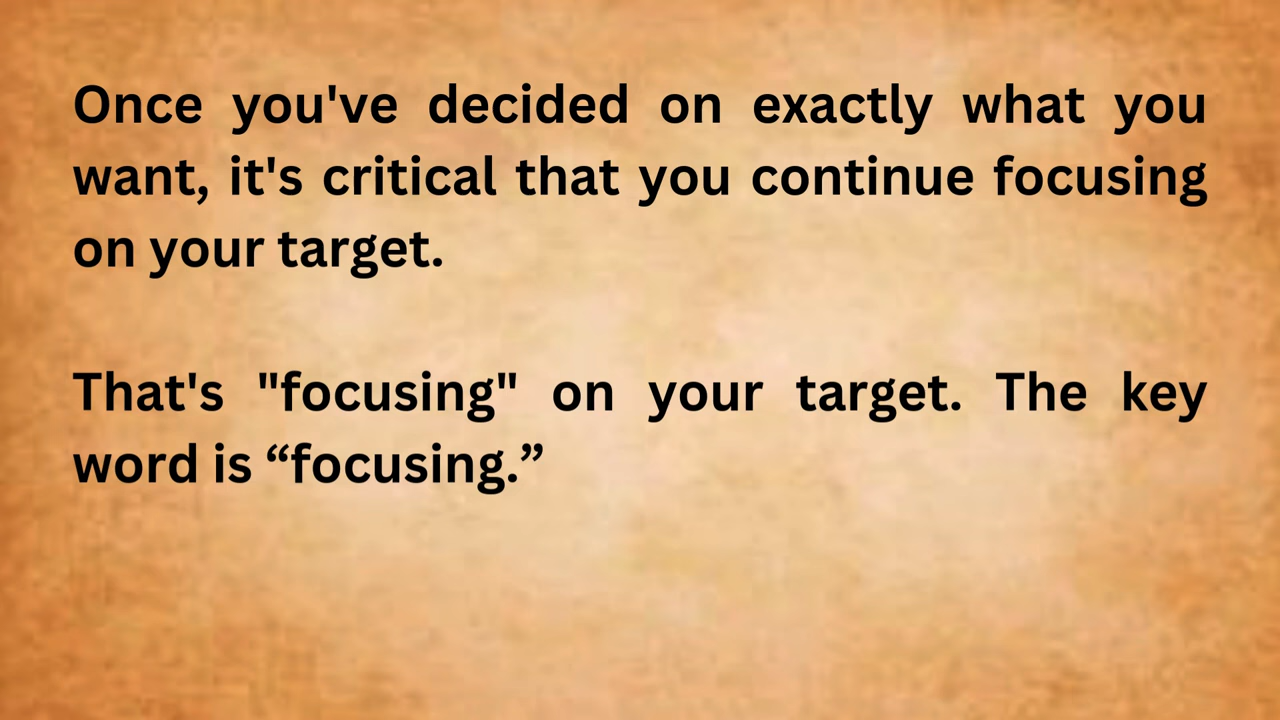 Once you've decided on exactly what you
want, it's critical that you continue focusing
on your target.
That's "focusing" on your target. The key
word is “focusing.”